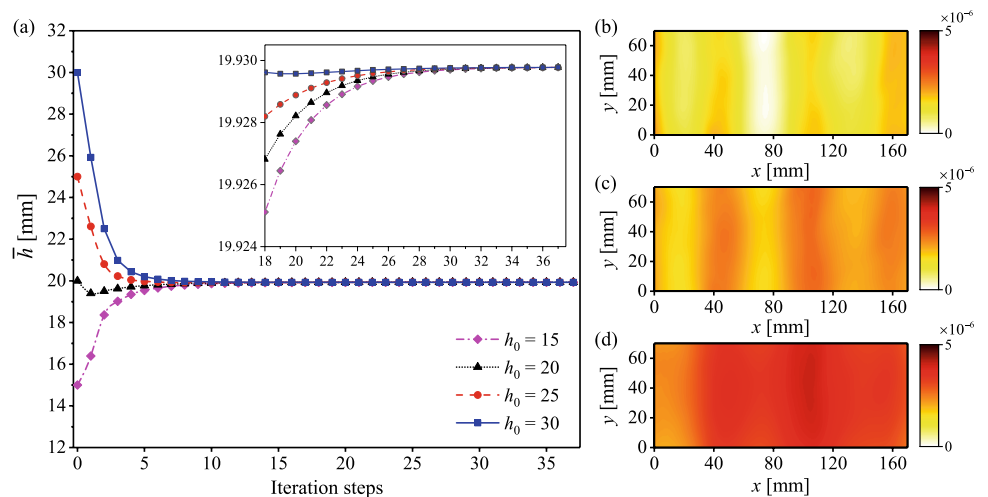 (a)
32
30
28
26
24
22
20
18
16
14
12
h̅ [mm]
0 5 10 15 20 25 30 35
Iteration steps
19.930
19.928
19.926
19.924
18 20 22 24 26 28 30 32 34 36
h₀ = 15
h₀ = 20
h₀ = 25
h₀ = 30
(b)
×10⁻⁶
5
0
60
40
20
0
y [mm]
0 40 80 120 160
x [mm]
(c)
×10⁻⁶
5
0
60
40
20
0
y [mm]
0 40 80 120 160
x [mm]
(d)
×10⁻⁶
5
0
60
40
20
0
y [mm]
0 40 80 120 160
x [mm]